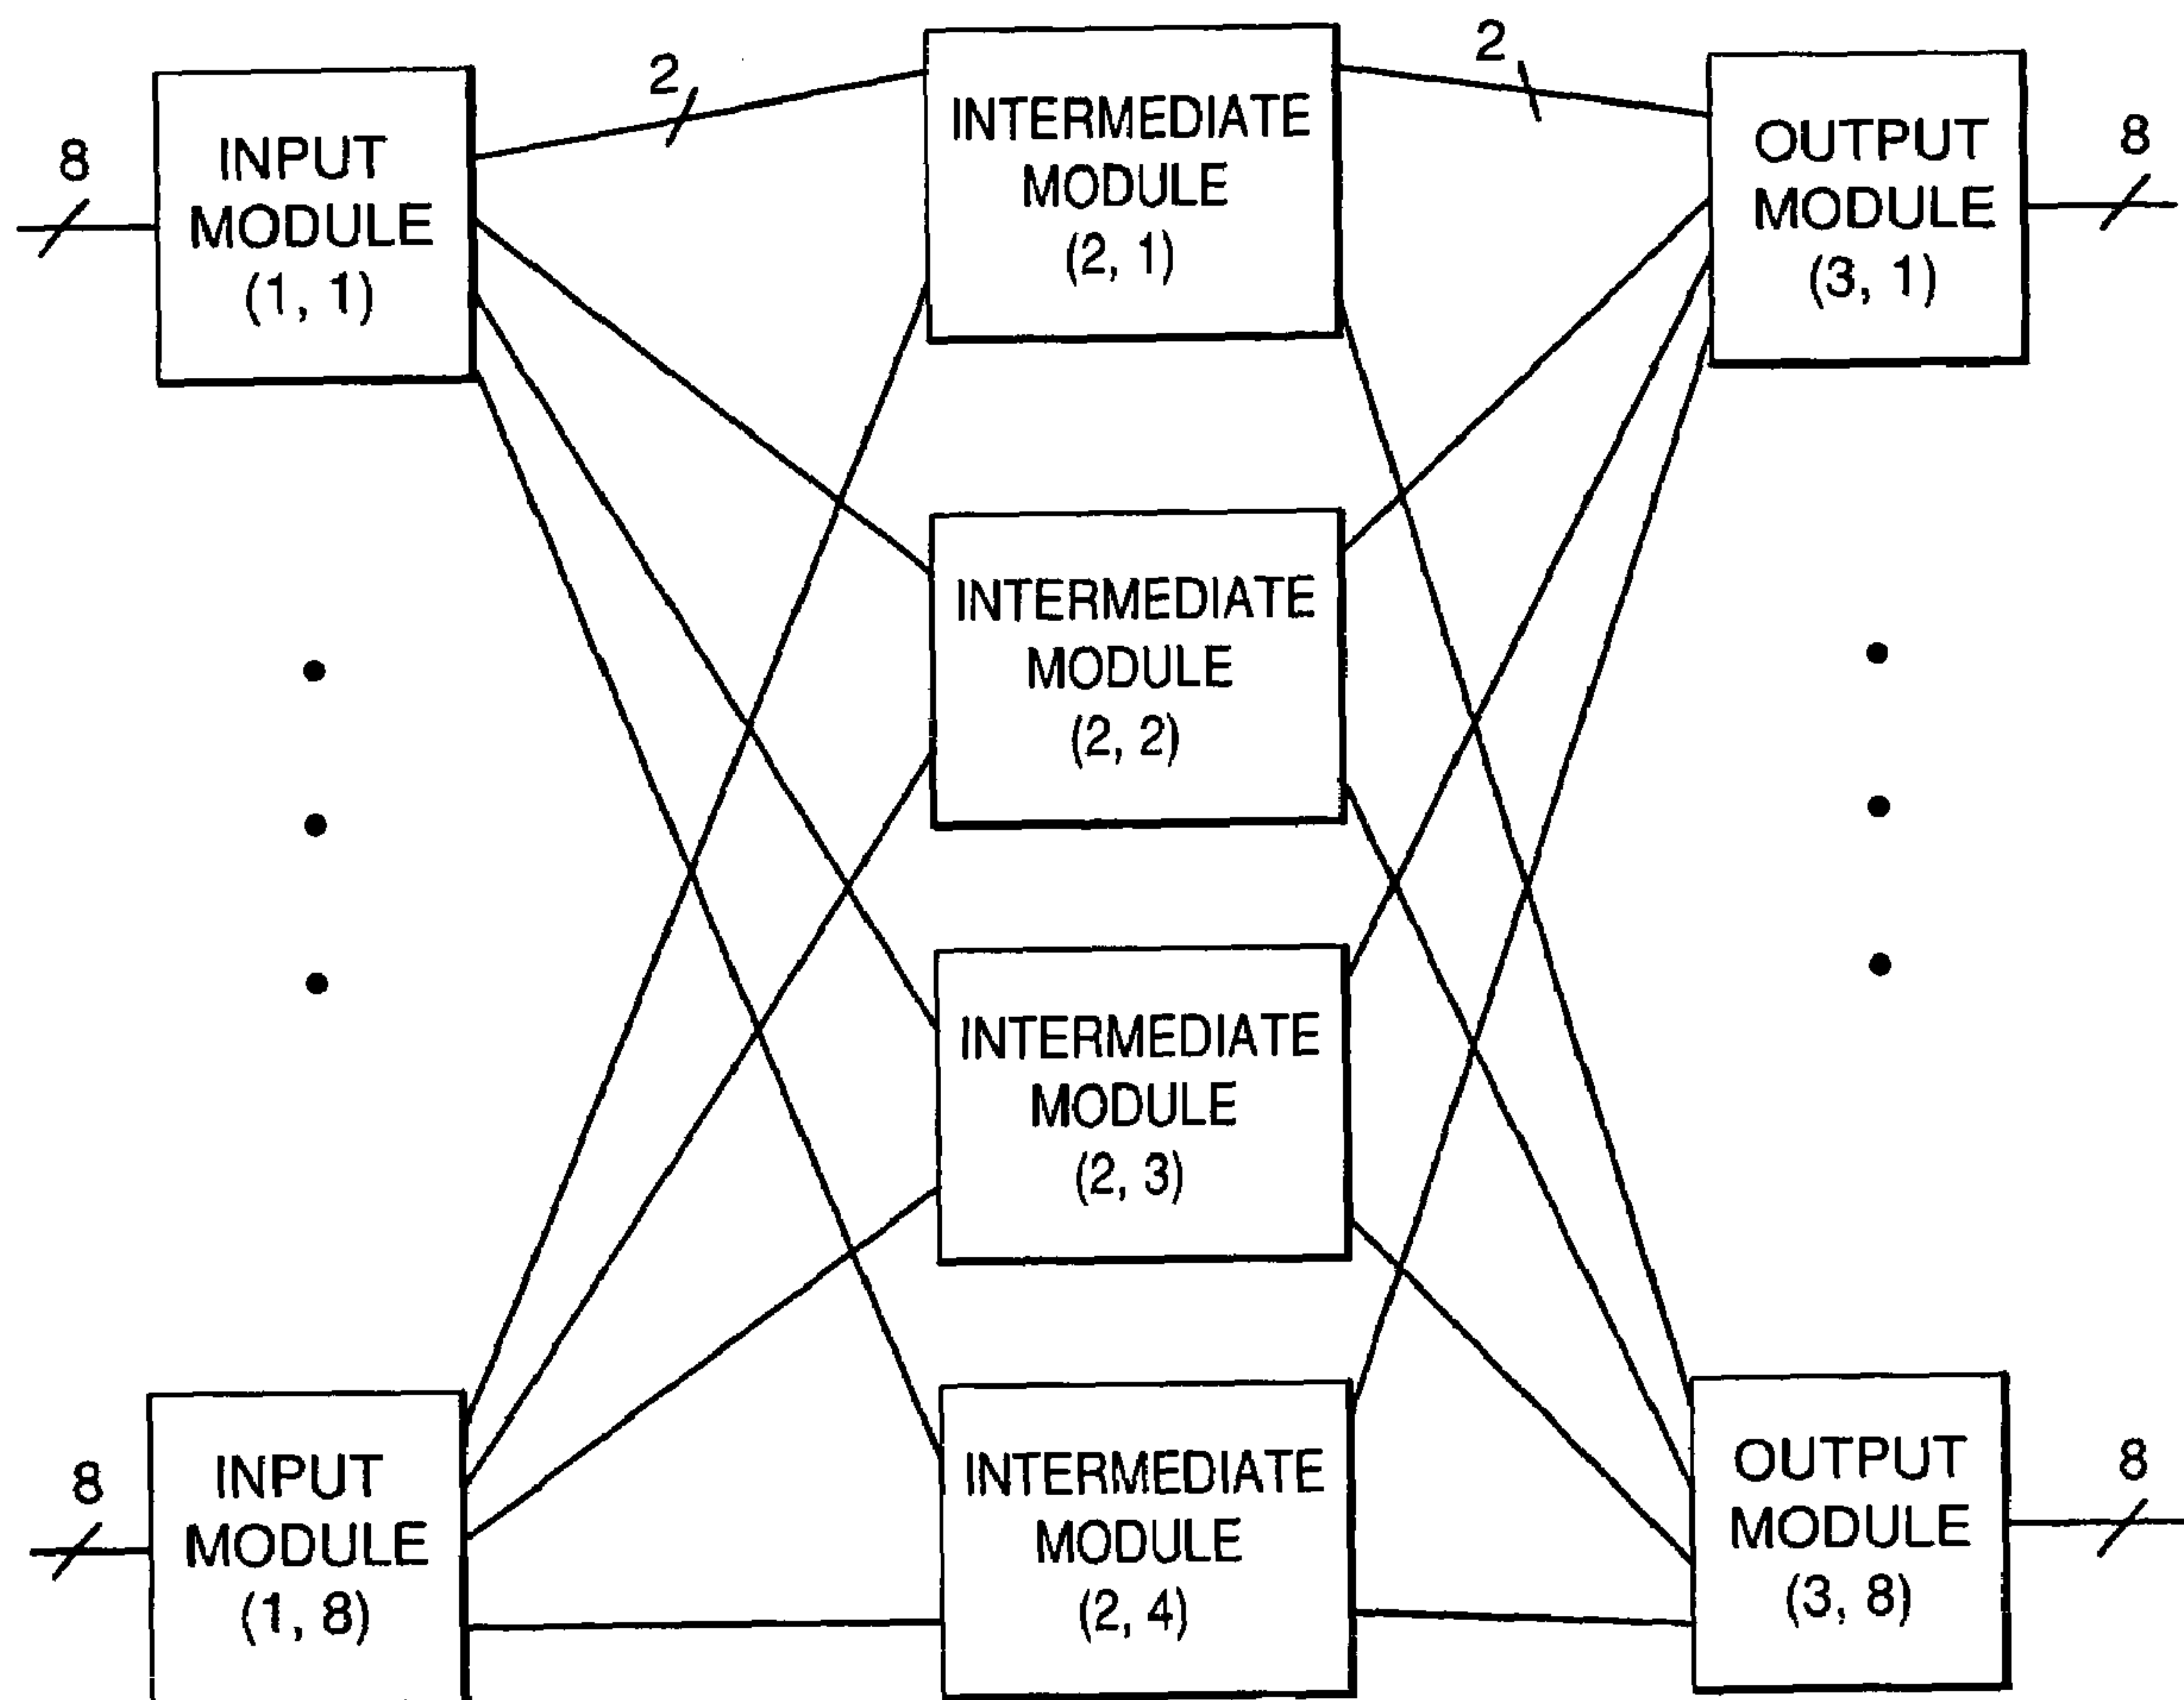 2
2
8
INPUT
MODULE
(1, 1)
INTERMEDIATE
MODULE
(2, 1)
OUTPUT
MODULE
(3, 1)
8
INTERMEDIATE
MODULE
(2, 2)
INTERMEDIATE
MODULE
(2, 3)
8
INPUT
MODULE
(1, 8)
INTERMEDIATE
MODULE
(2, 4)
OUTPUT
MODULE
(3, 8)
8